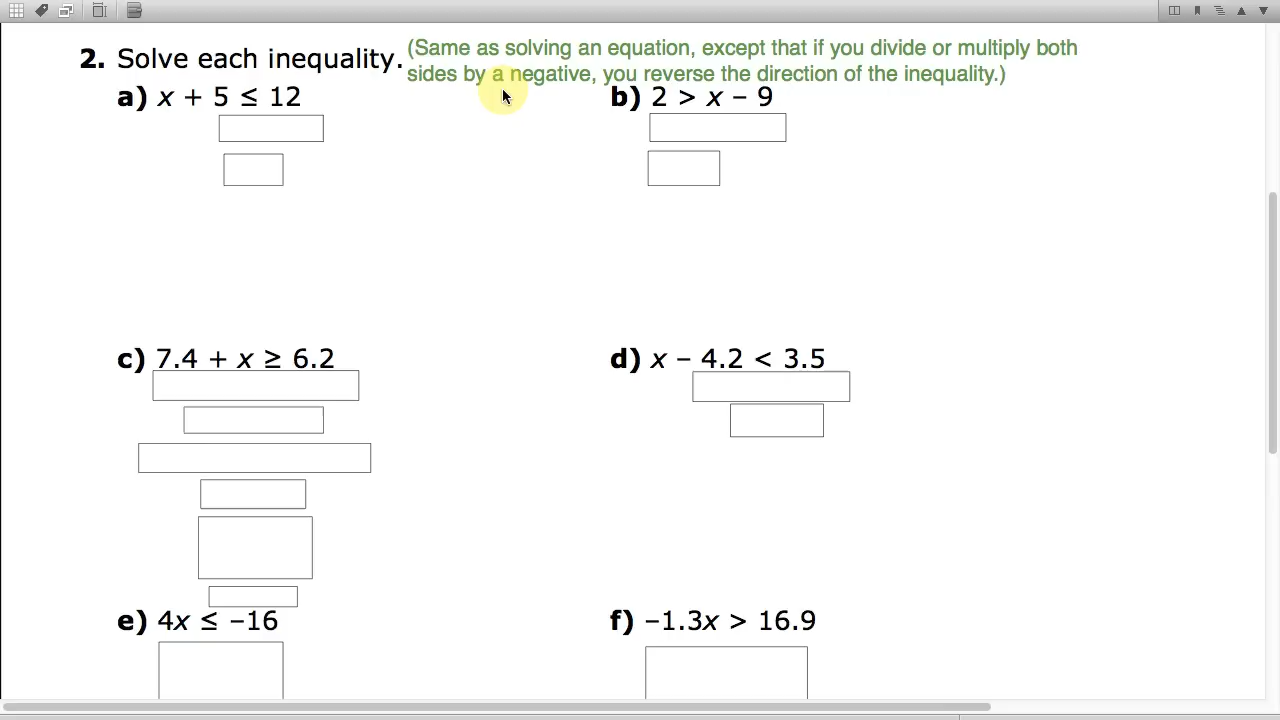 2. Solve each inequality. (Same as solving an equation, except that if you divide or multiply both
sides by a negative, you reverse the direction of the inequality.)
a) x + 5 ≤ 12
b) 2 > x – 9
c) 7.4 + x ≥ 6.2
d) x – 4.2 < 3.5
e) 4x ≤ –16
f) –1.3x > 16.9